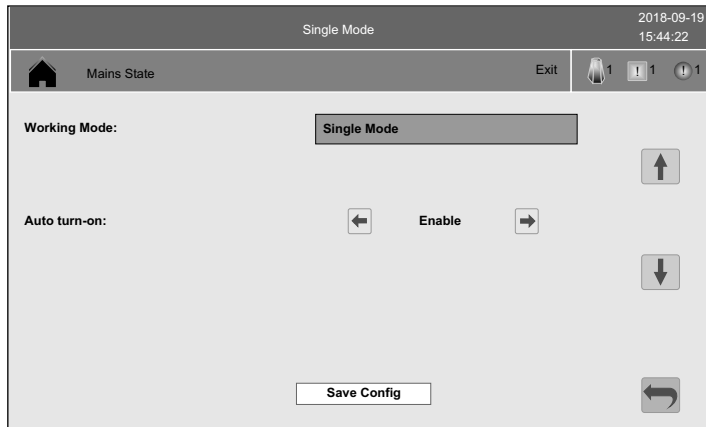 Single Mode
2018-09-19
15:44:22
Mains State
Exit
1
! 1
! 1
Working Mode:
Single Mode
Auto turn-on:
Enable
Save Config